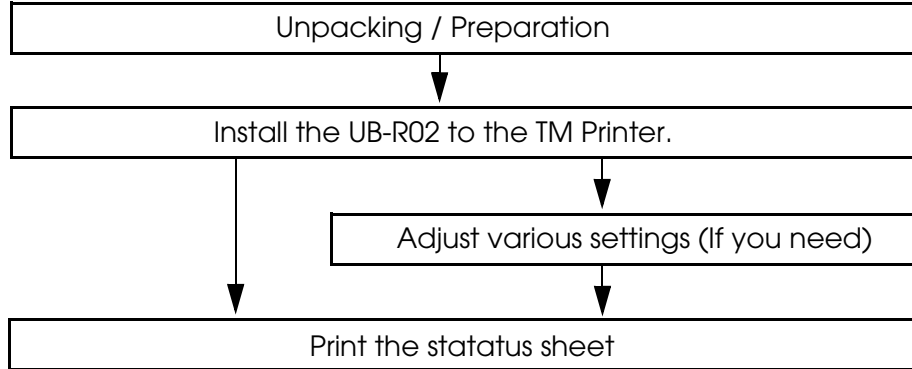 Unpacking / Preparation
Install the UB-R02 to the TM Printer.
Adjust various settings (If you need)
Print the statatus sheet